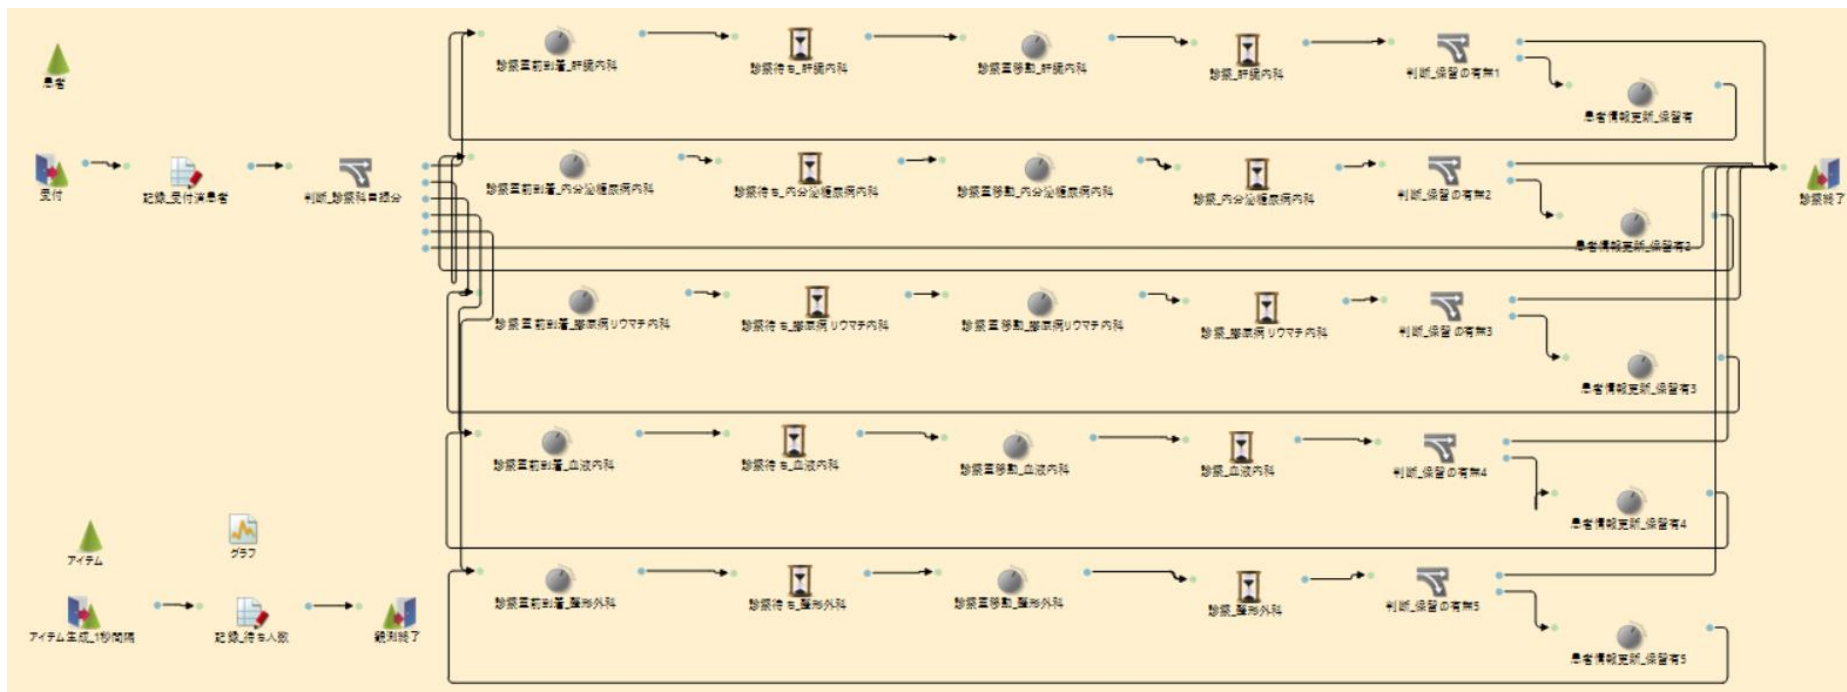 患者
受付
記録_受付済患者
判断_診察科目振分
診察室前到着_肝臓内科
診察待ち_肝臓内科
診察室移動_肝臓内科
診察_肝臓内科
判断_保留の有無1
患者情報更新_保留有
診察室前到着_内分泌糖尿病内科
診察待ち_内分泌糖尿病内科
診察室移動_内分泌糖尿病内科
診察_内分泌糖尿病内科
判断_保留の有無2
患者情報更新_保留有2
診察終了
診察室前到着_膠原病リウマチ内科
診察待ち_膠原病リウマチ内科
診察室移動_膠原病リウマチ内科
診察_膠原病リウマチ内科
判断_保留の有無3
患者情報更新_保留有3
診察室前到着_血液内科
診察待ち_血液内科
診察室移動_血液内科
診察_血液内科
判断_保留の有無4
患者情報更新_保留有4
アイテム
グラフ
アイテム生成_1秒間隔
記録_待ち人数
観測終了
診察室前到着_整形外科
診察待ち_整形外科
診察室移動_整形外科
診察_整形外科
判断_保留の有無5
患者情報更新_保留有5